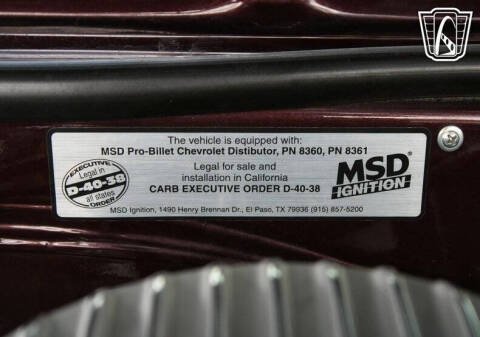 The vehicle is equipped with:
MSD Pro-Billet Chevrolet Distibutor, PN 8360, PN 8361
Legal for sale and
installation in California
CARB EXECUTIVE ORDER D-40-38
MSD Ignition, 1490 Henry Brennan Dr., El Paso, TX 79936 (915) 857-5200
EXECUTIVE
Legal in
D-40-38
all states
ORDER
MSD
IGNITION